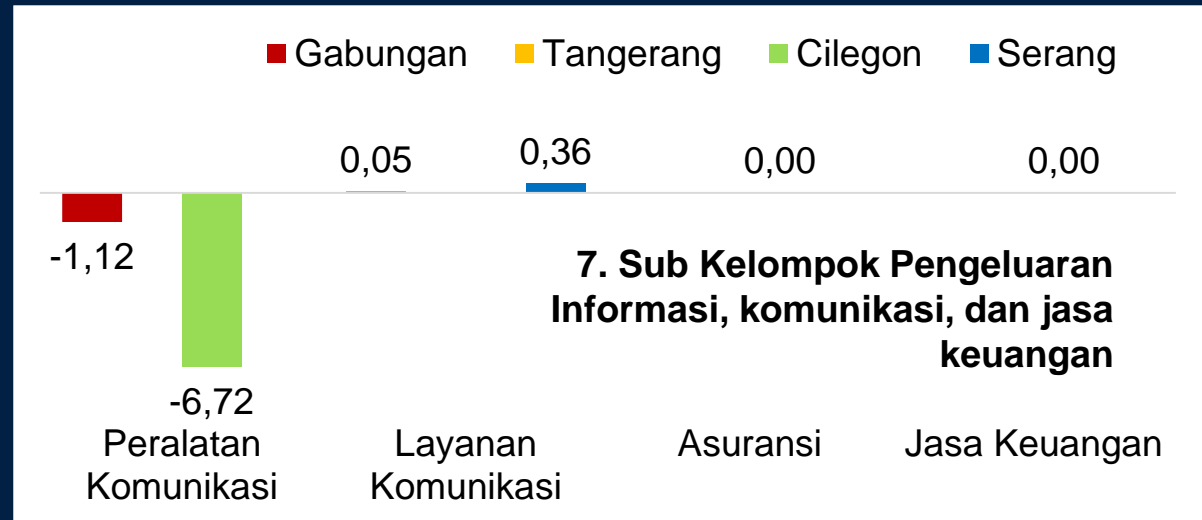 Gabungan Tangerang Cilegon Serang
0,05 0,36 0,00 0,00
-1,12
7. Sub Kelompok Pengeluaran
Informasi, komunikasi, dan jasa
keuangan
-6,72
Peralatan
Komunikasi
Layanan
Komunikasi
Asuransi
Jasa Keuangan